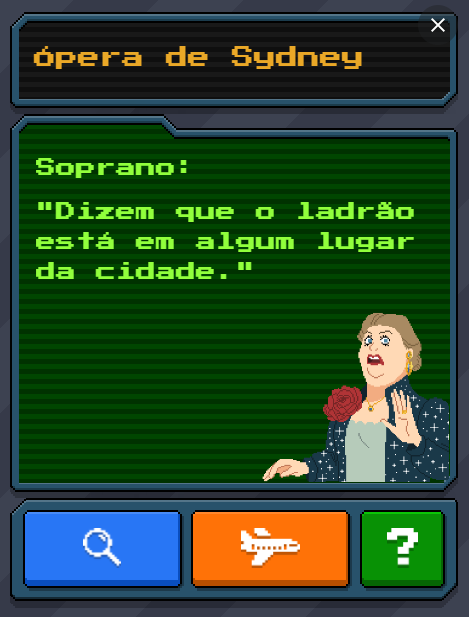 ópera de Sydney
Soprano:
"Dizem que o ladrão
está em algum lugar
da cidade."
?